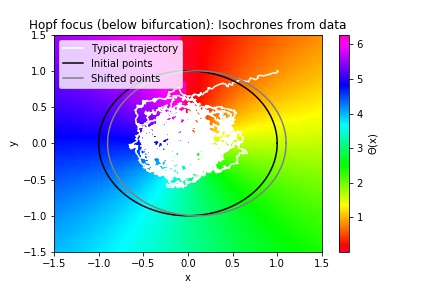 Hopf focus (below bifurcation): Isochrones from data
Typical trajectory
Initial points
Shifted points
1.5
1.0
0.5
0.0
−0.5
−1.0
−1.5
y
−1.5 −1.0 −0.5 0.0 0.5 1.0 1.5
x
6
5
4
3
2
1
Θ(x)